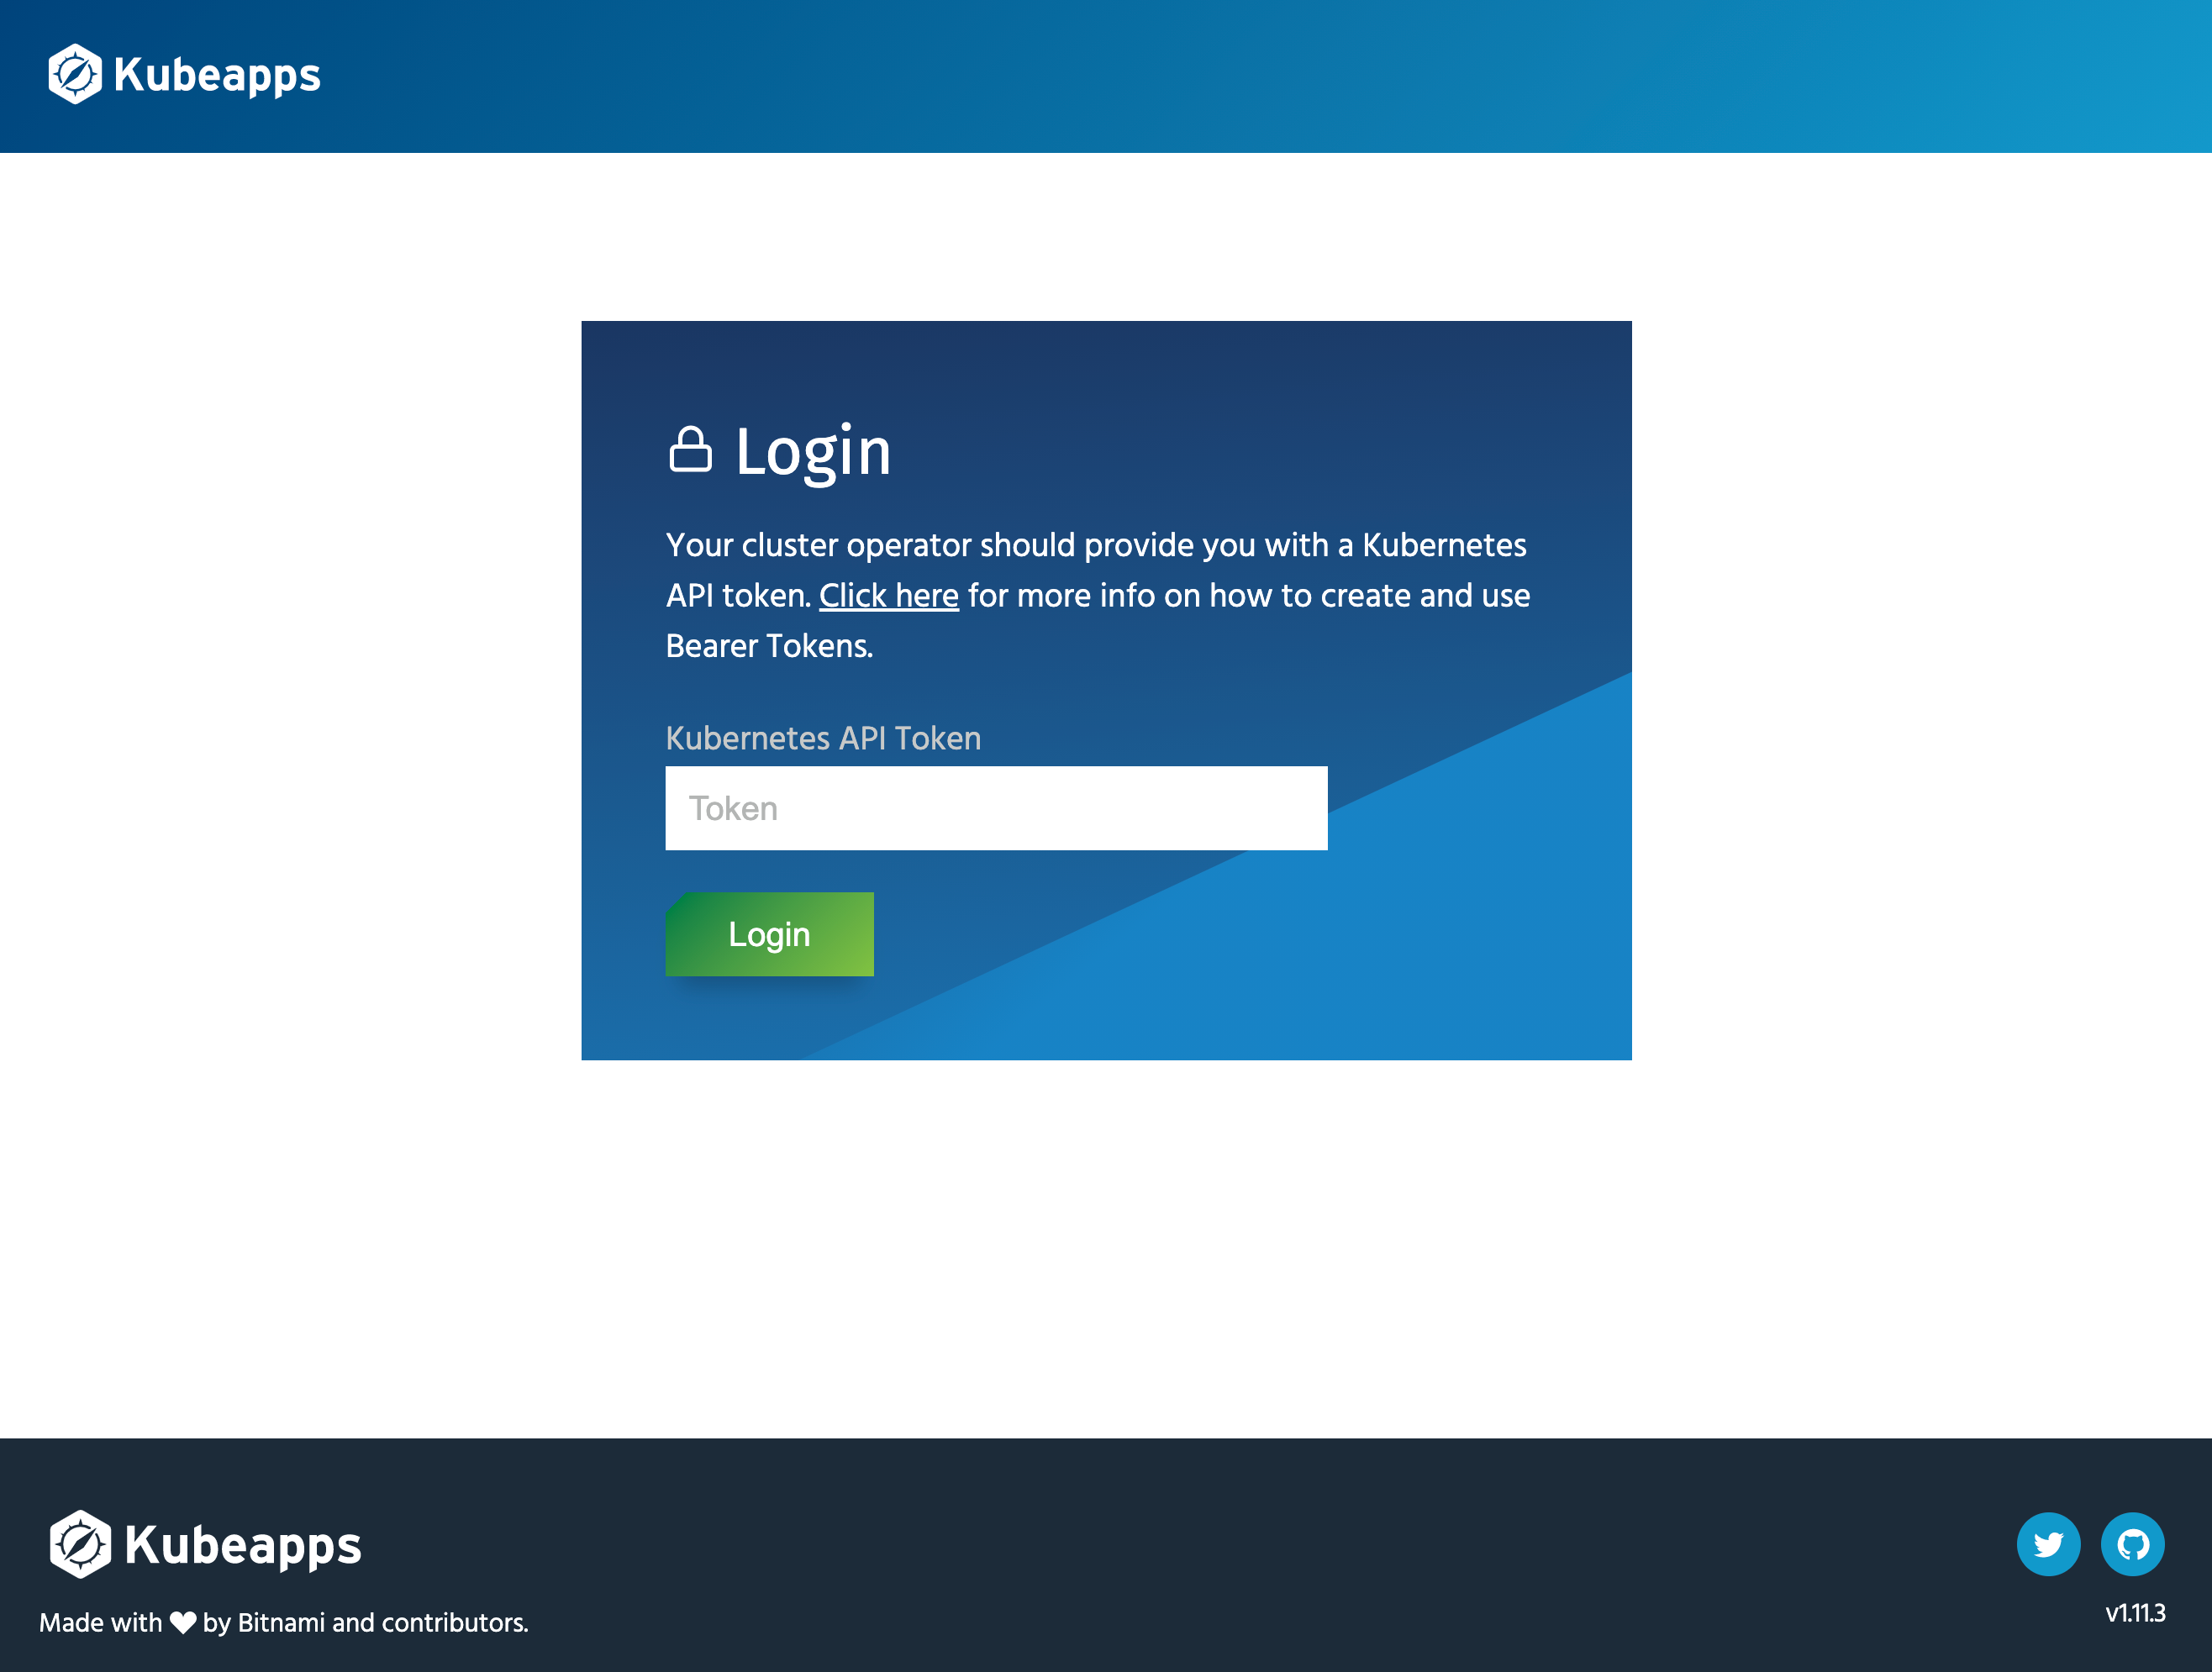 Kubeapps
Login
Your cluster operator should provide you with a Kubernetes
API token. Click here for more info on how to create and use
Bearer Tokens.
Kubernetes API Token
Token
Login
Kubeapps
Made with by Bitnami and contributors.
v1.11.3